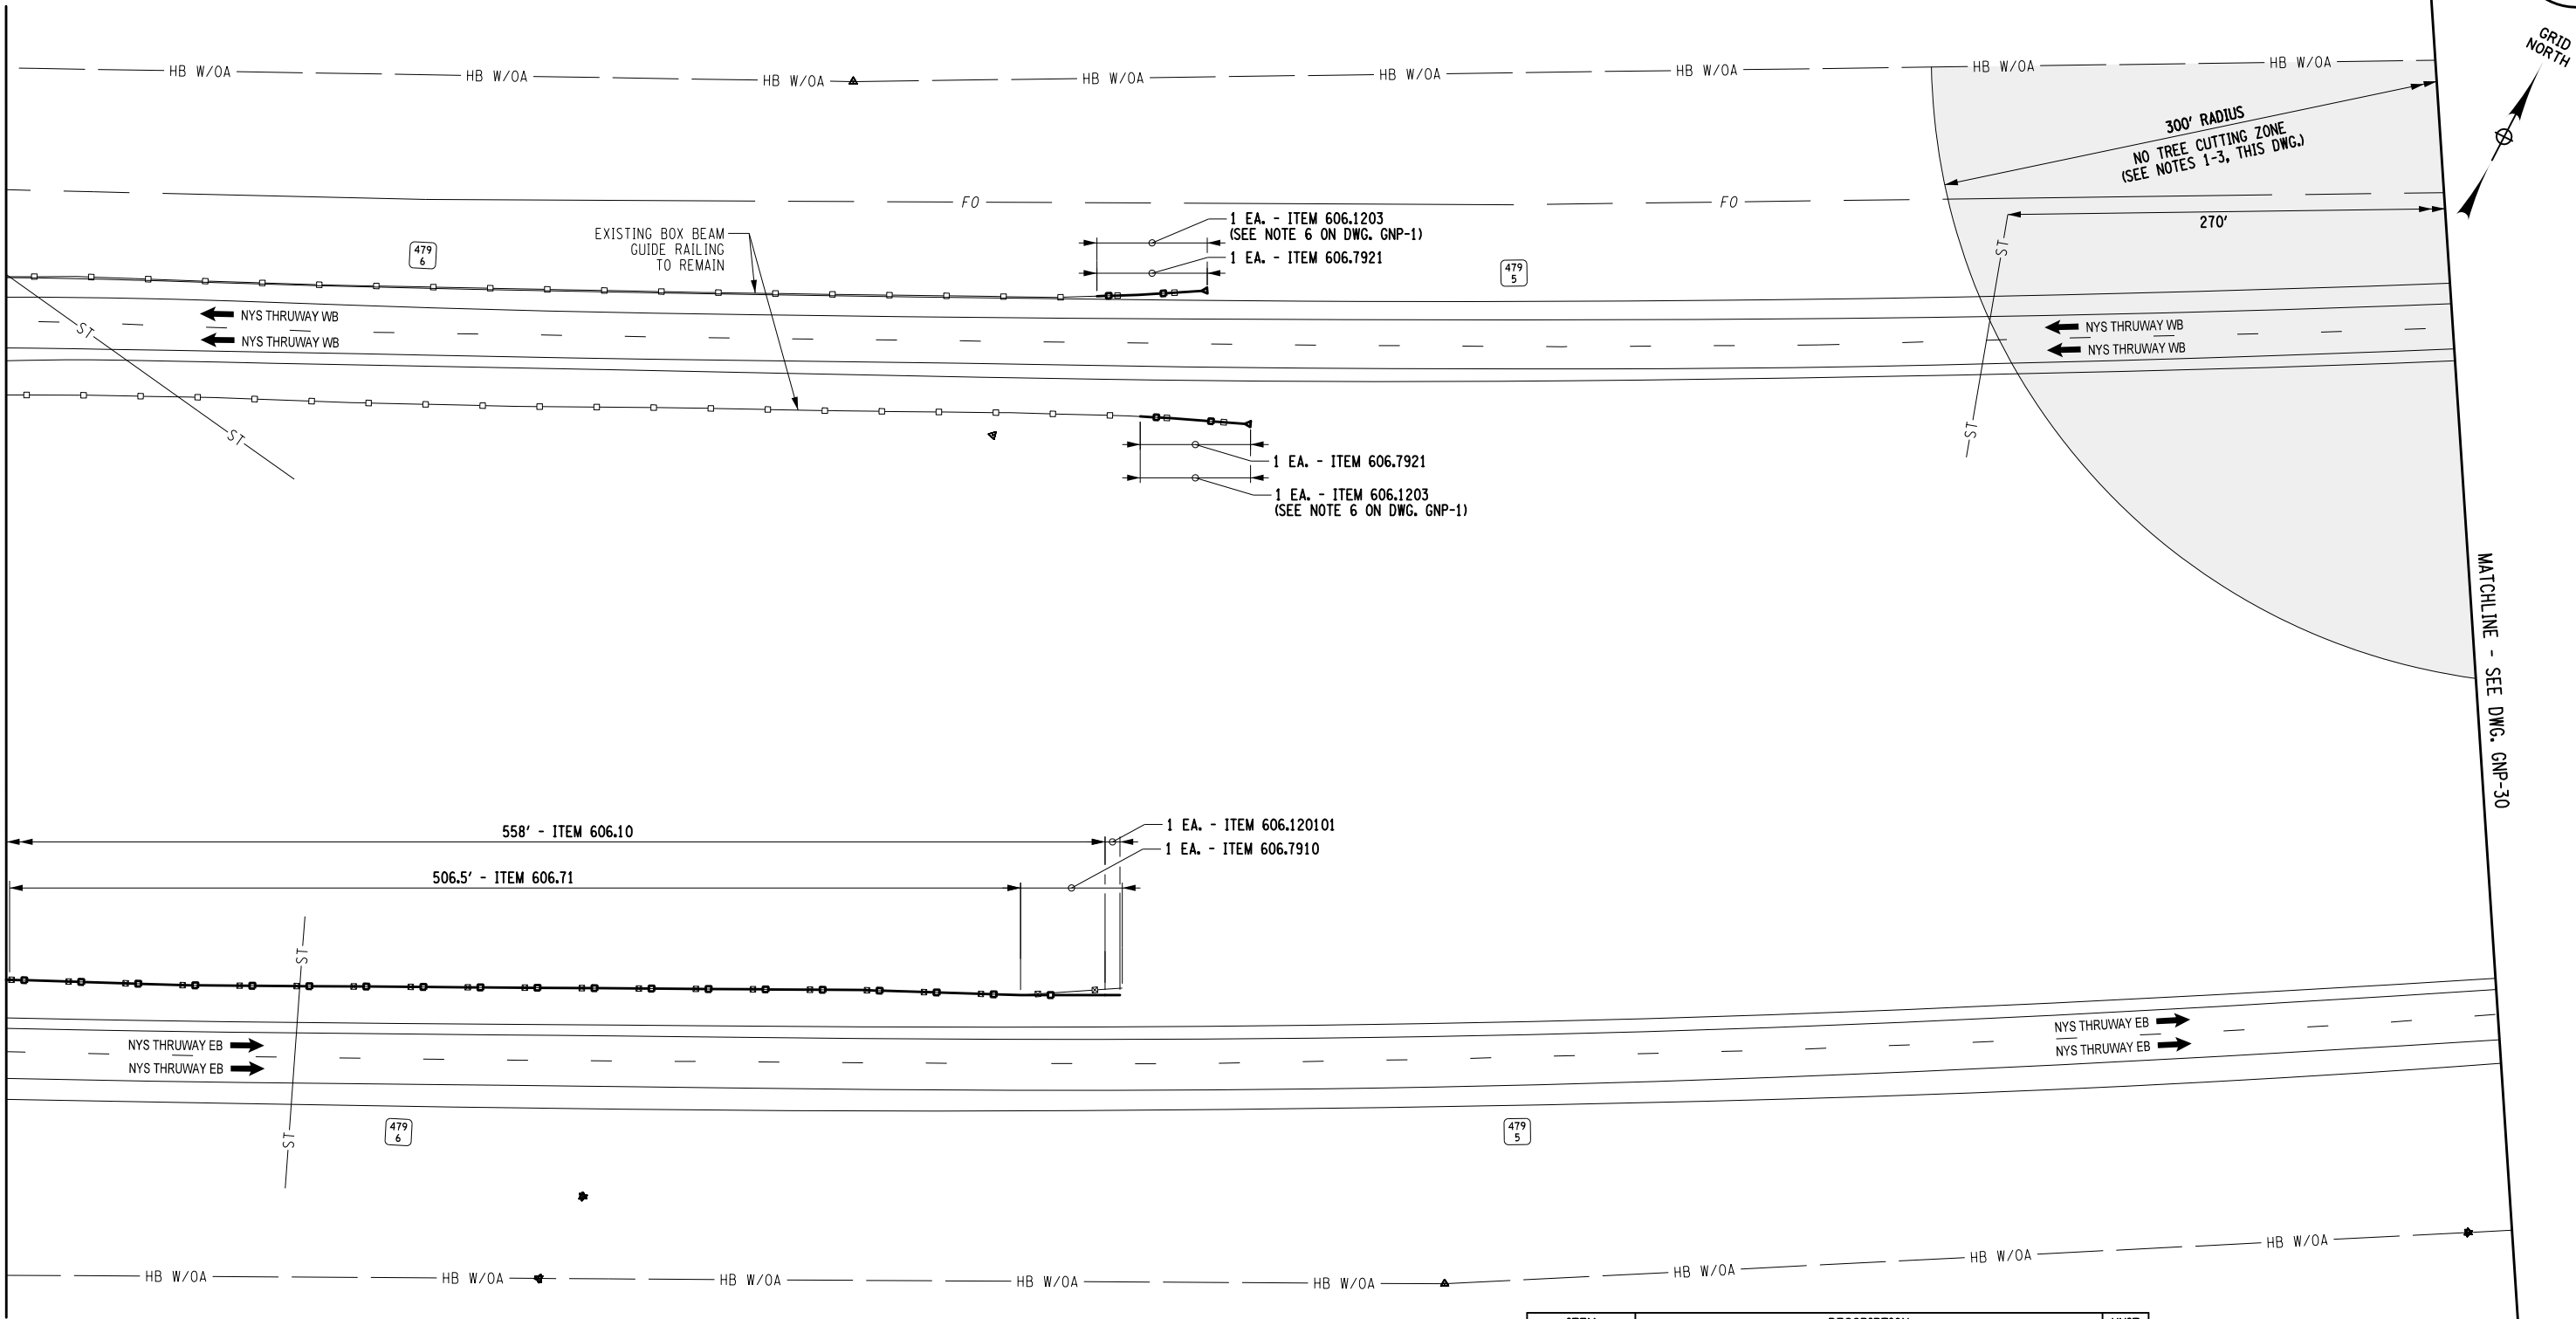 GRID
NORTH
HB W/OA HB W/OA HB W/OA HB W/OA HB W/OA HB W/OA HB W/OA HB W/OA
300' RADIUS
NO TREE CUTTING ZONE
(SEE NOTES 1-3, THIS DWG.)
FO FO
270'
1 EA. - ITEM 606.1203
(SEE NOTE 6 ON DWG. GNP-1)
1 EA. - ITEM 606.7921
EXISTING BOX BEAM
GUIDE RAILING
TO REMAIN
479
6
479
5
ST
NYS THRUWAY WB
NYS THRUWAY WB
NYS THRUWAY WB
NYS THRUWAY WB
ST
ST
ST
1 EA. - ITEM 606.7921
1 EA. - ITEM 606.1203
(SEE NOTE 6 ON DWG. GNP-1)
MATCHLINE - SEE DWG. GNP-30
558' - ITEM 606.10
1 EA. - ITEM 606.120101
1 EA. - ITEM 606.7910
506.5' - ITEM 606.71
ST
NYS THRUWAY EB
NYS THRUWAY EB
NYS THRUWAY EB
NYS THRUWAY EB
ST
479
6
479
5
HB W/OA HB W/OA HB W/OA HB W/OA HB W/OA HB W/OA HB W/OA HB W/OA